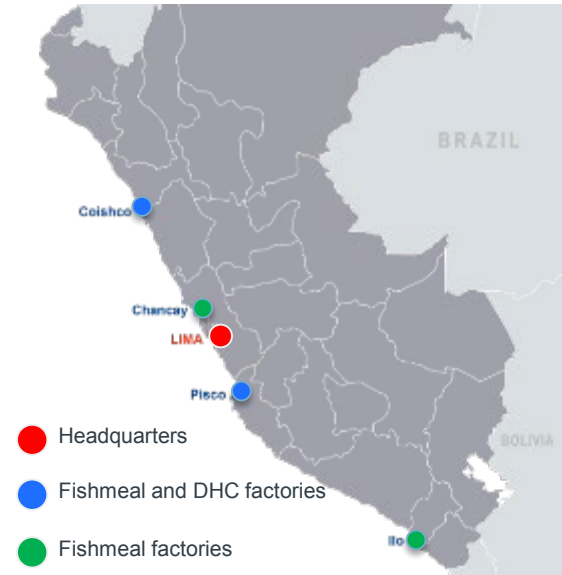 BRAZIL
Coishco
Chancay
LIMA
Pisco
Headquarters
BOLIVIA
Fishmeal and DHC factories
Ilo
Fishmeal factories